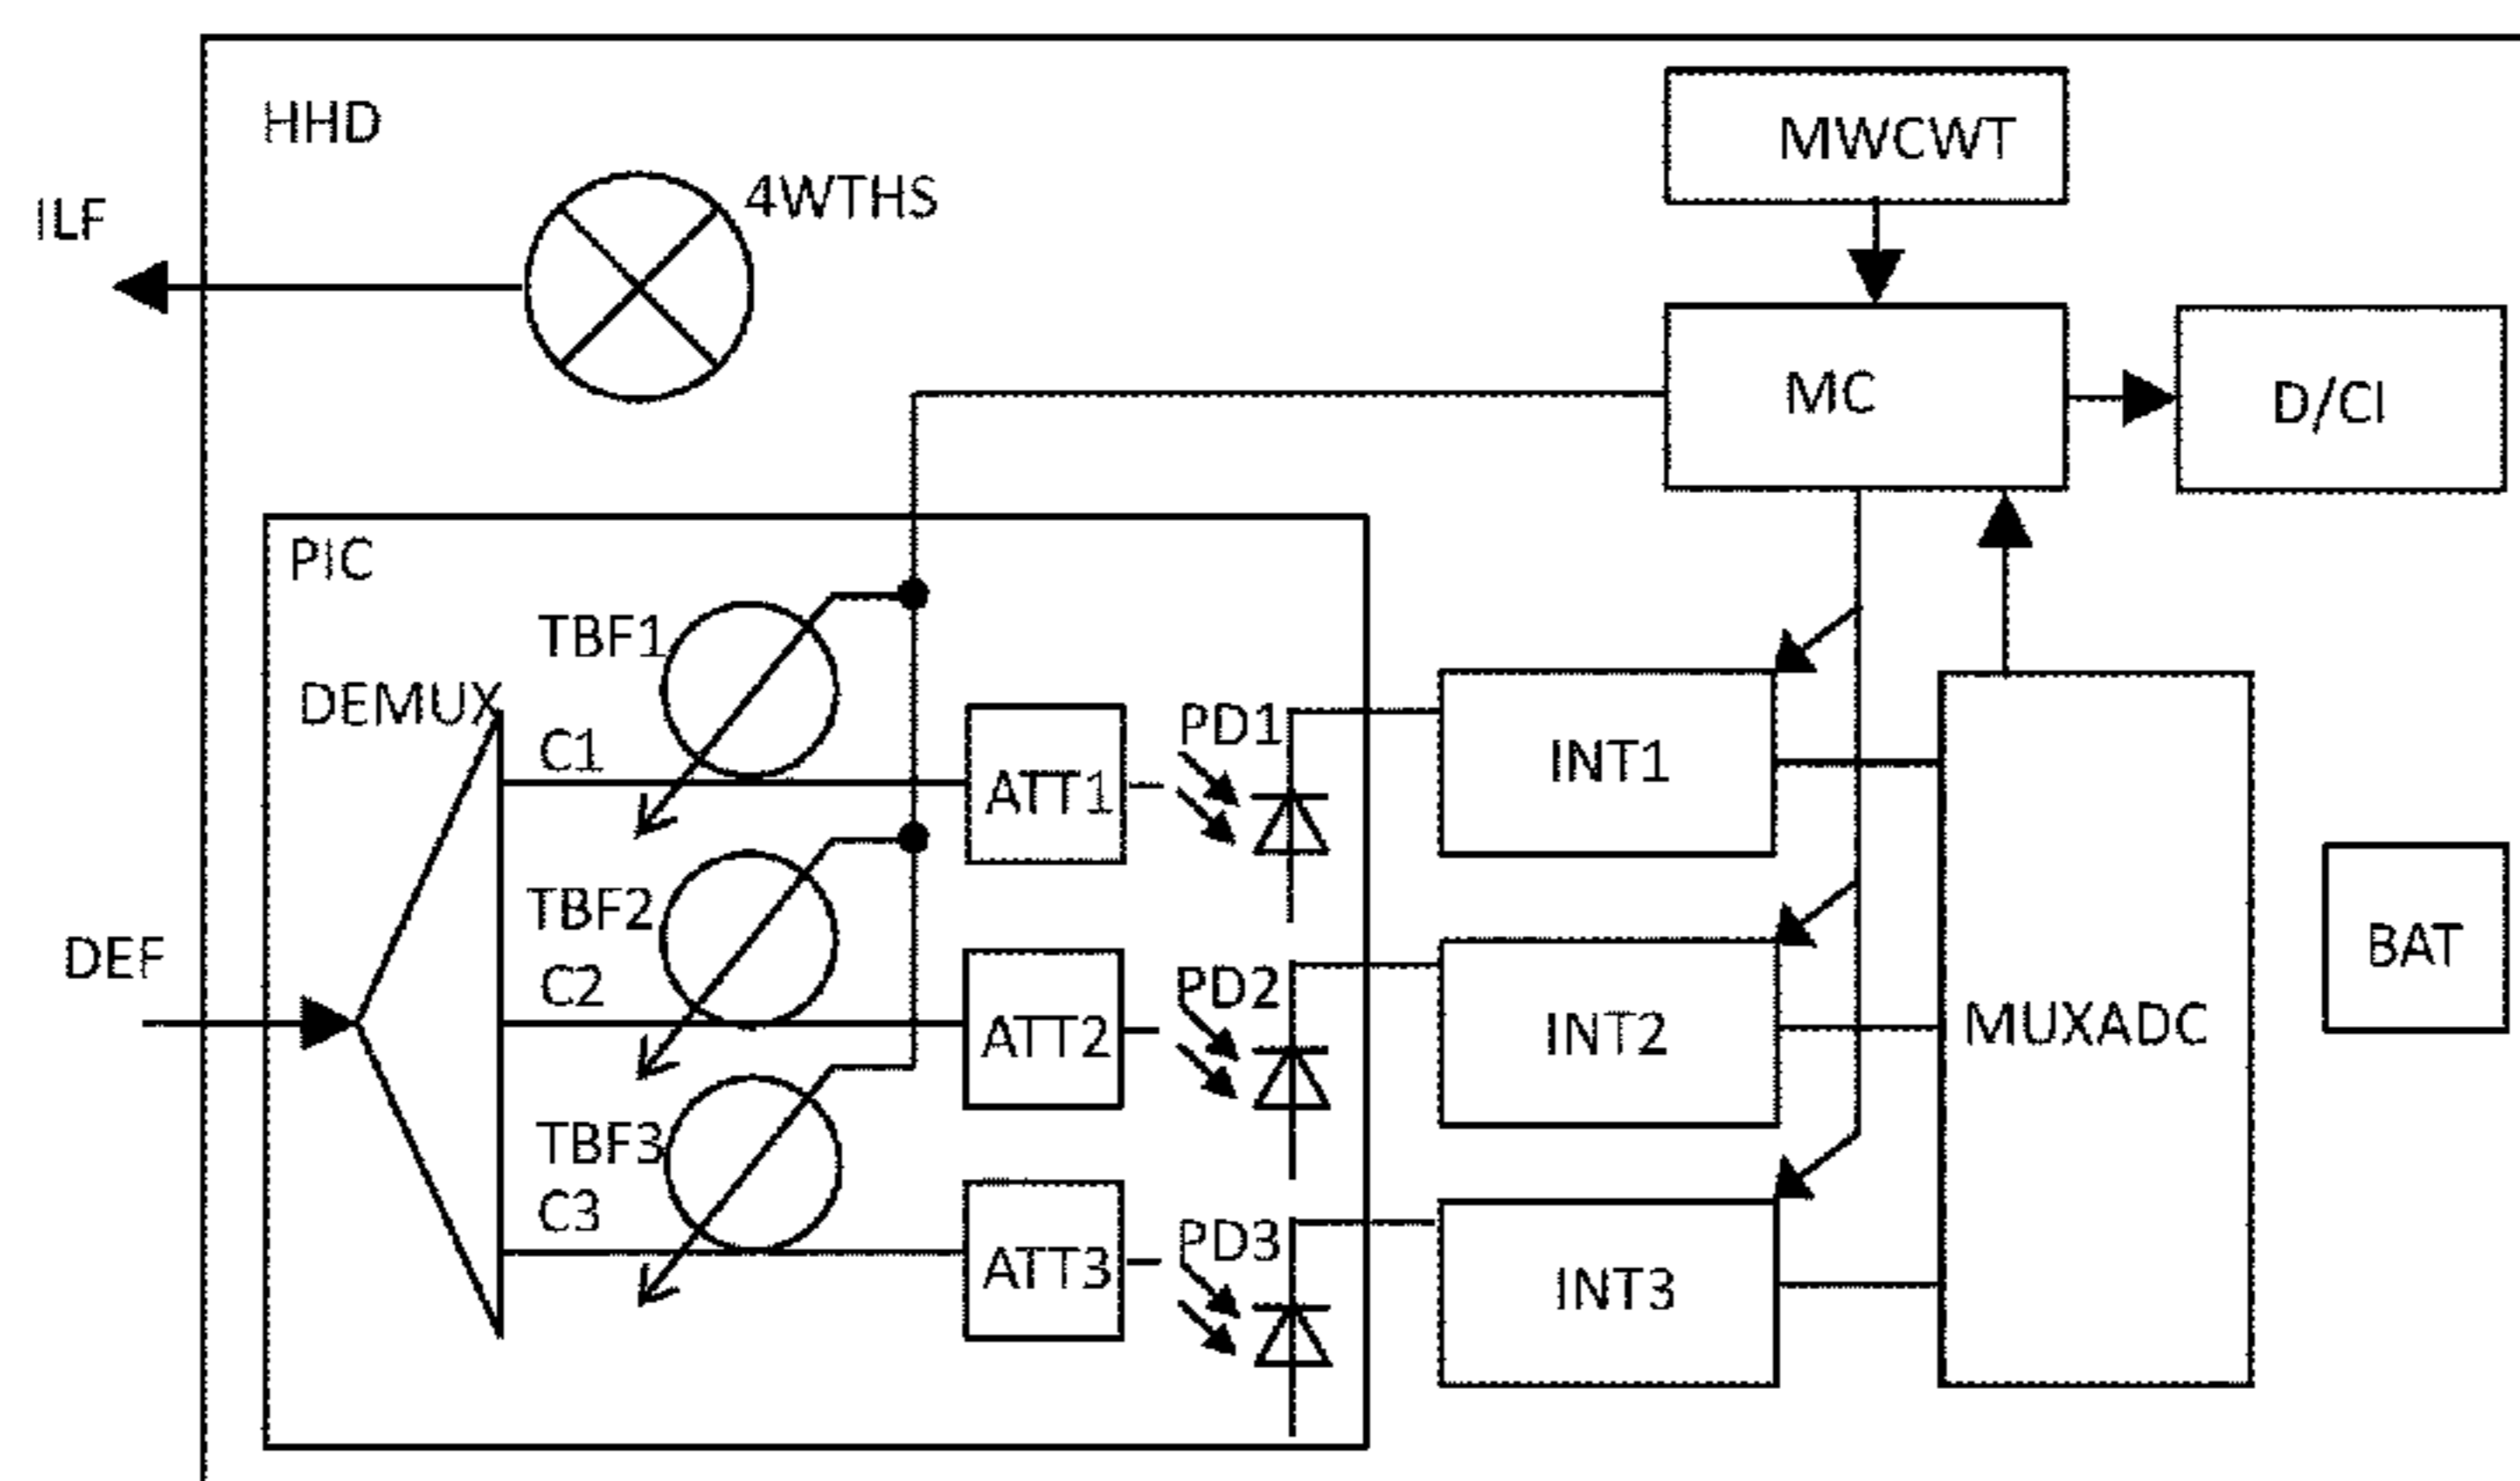 HHD
MWCWT
4WTHS
ILF
MC
D/CI
PIC
TBF1
DEMUX
C1
ATT1
PD1
INT1
TBF2
C2
ATT2
PD2
INT2
DEF
MUXADC
BAT
TBF3
C3
ATT3
PD3
INT3